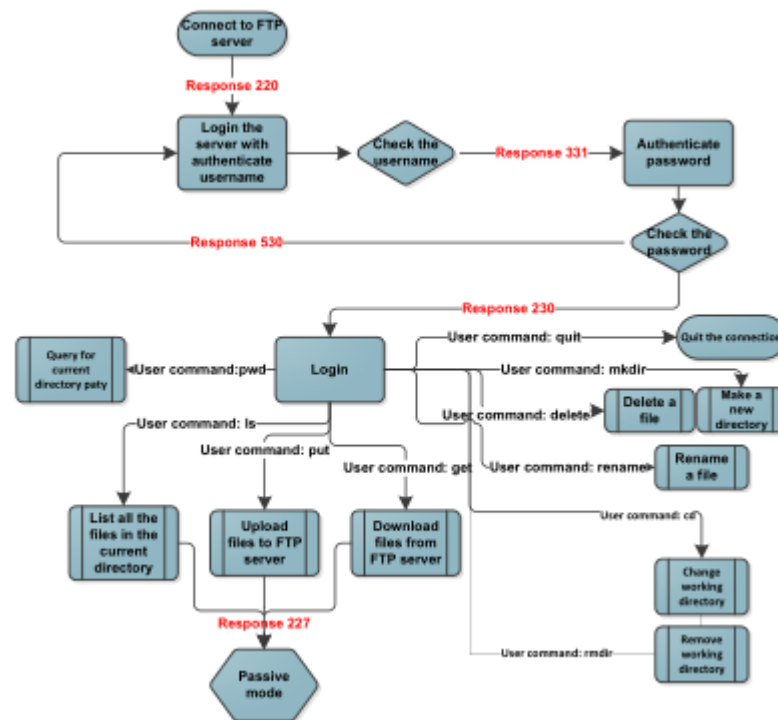 Connect to FTP
server
Response 220
Login the
server with
authenticate
username
Check the
username
Response 331
Authenticate
password
Response 530
Check the
password
Response 230
Query for
current
directory paty
User command:pwd
Login
User command: quit
Quit the connection
User command: mkdir
Make a
new
directory
User command: delete
Delete a
file
User command: ls
User command: put
User command: get
User command: rename
Rename
a file
List all the
files in the
current
directory
Upload
files to FTP
server
Download
files from
FTP server
User command: cd
Change
working
directory
Response 227
User command: rmdir
Remove
working
directory
Passive
mode